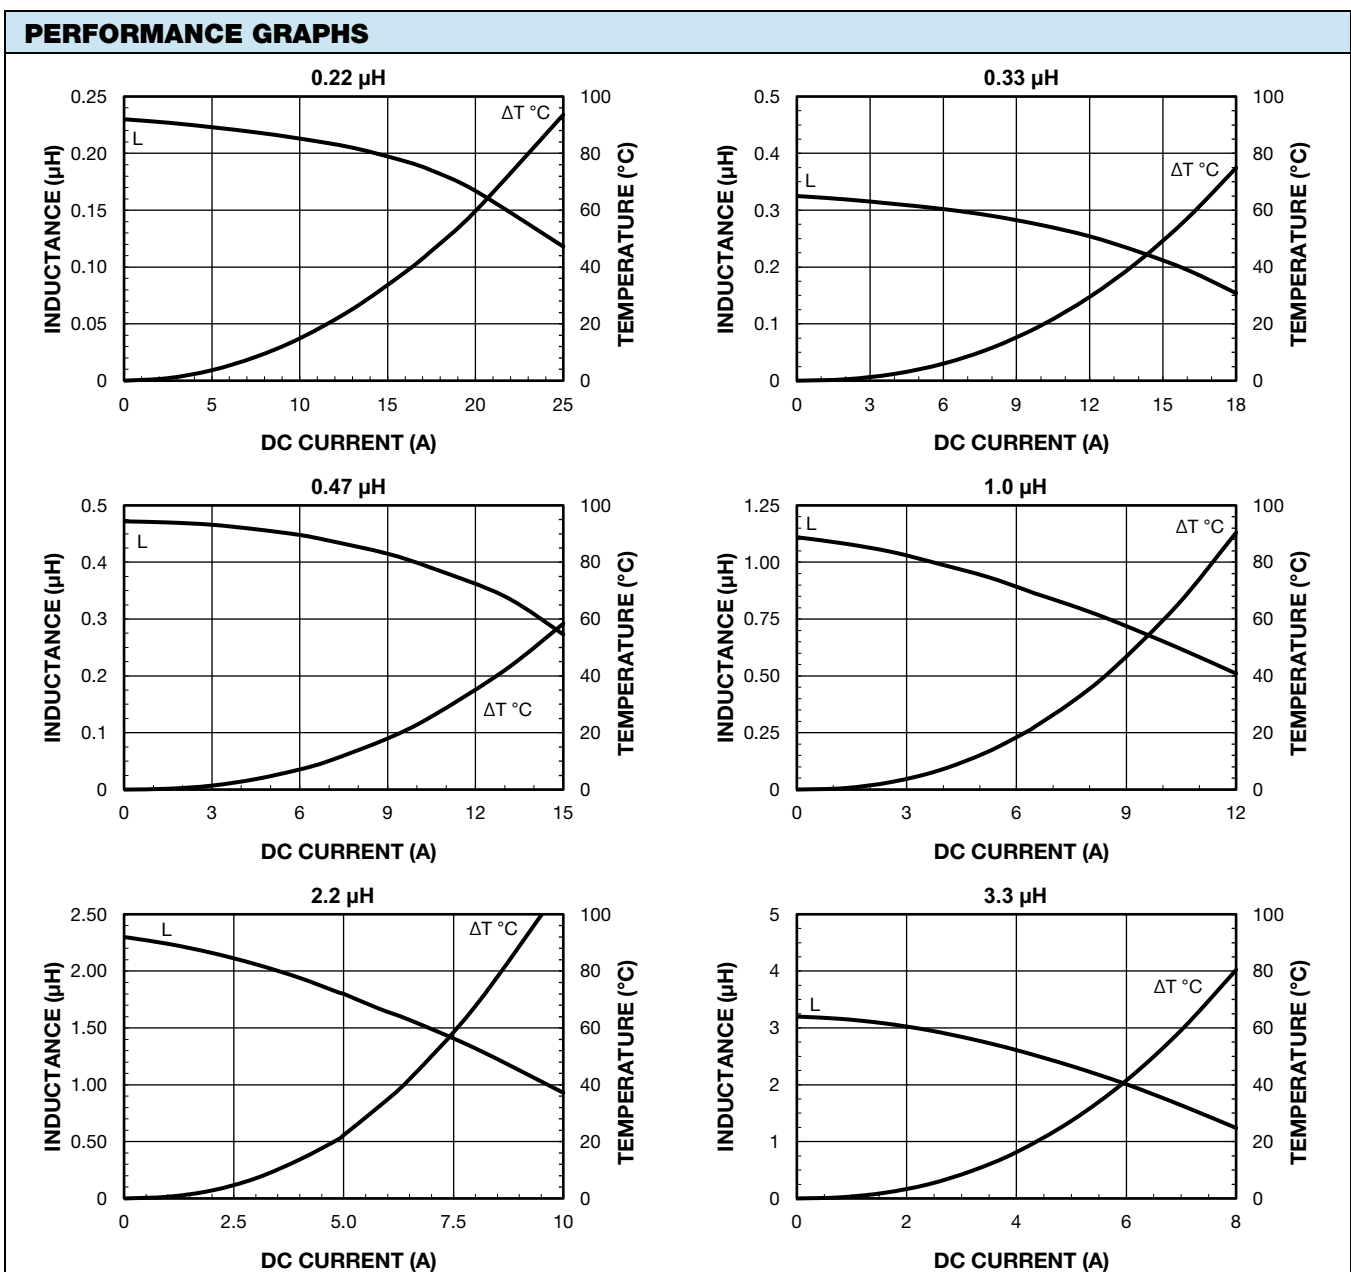 PERFORMANCE GRAPHS
0.22 µH
0.25
0.20
0.15
0.10
0.05
0
INDUCTANCE (µH)
L
ΔT °C
100
80
60
40
20
0
TEMPERATURE (°C)
0 5 10 15 20 25
DC CURRENT (A)
0.33 µH
0.5
0.4
0.3
0.2
0.1
0
INDUCTANCE (µH)
L
ΔT °C
100
80
60
40
20
0
TEMPERATURE (°C)
0 3 6 9 12 15 18
DC CURRENT (A)
0.47 µH
0.5
0.4
0.3
0.2
0.1
0
INDUCTANCE (µH)
L
ΔT °C
100
80
60
40
20
0
TEMPERATURE (°C)
0 3 6 9 12 15
DC CURRENT (A)
1.0 µH
1.25
1.00
0.75
0.50
0.25
0
INDUCTANCE (µH)
L
ΔT °C
100
80
60
40
20
0
TEMPERATURE (°C)
0 3 6 9 12
DC CURRENT (A)
2.2 µH
2.50
2.00
1.50
1.00
0.50
0
INDUCTANCE (µH)
L
ΔT °C
100
80
60
40
20
0
TEMPERATURE (°C)
0 2.5 5.0 7.5 10
DC CURRENT (A)
3.3 µH
5
4
3
2
1
0
INDUCTANCE (µH)
L
ΔT °C
100
80
60
40
20
0
TEMPERATURE (°C)
0 2 4 6 8
DC CURRENT (A)